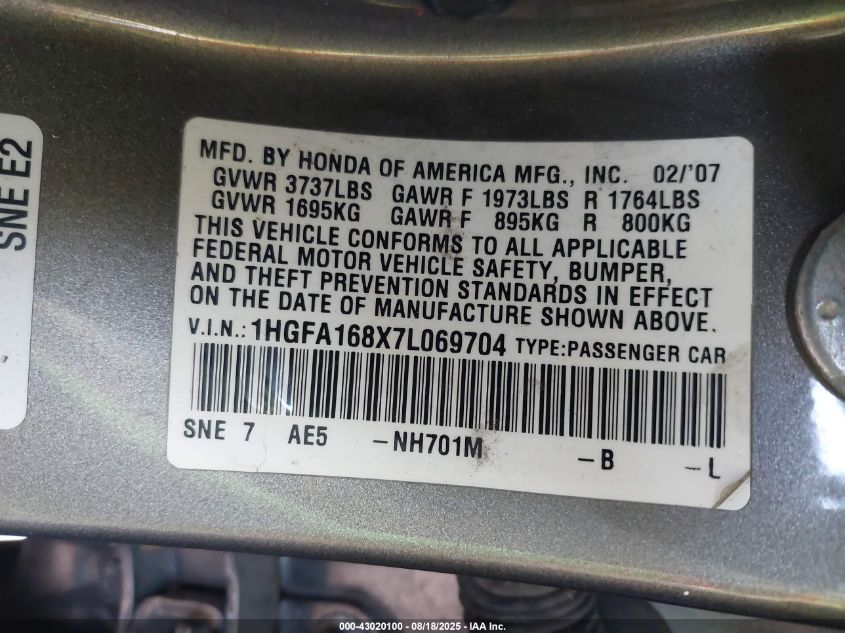 SNE E2
MFD. BY HONDA OF AMERICA MFG., INC. 02/'07
GVWR 3737LBS GAWR F 1973LBS R 1764LBS
GVWR 1695KG GAWR F 895KG R 800KG
THIS VEHICLE CONFORMS TO ALL APPLICABLE
FEDERAL MOTOR VEHICLE SAFETY, BUMPER,
AND THEFT PREVENTION STANDARDS IN EFFECT
ON THE DATE OF MANUFACTURE SHOWN ABOVE.
V.I.N.: 1HGFA168X7L069704 TYPE:PASSENGER CAR
SNE 7 AE5 -NH701M -B -L
000-43020100 - 08/18/2025 - IAA Inc.